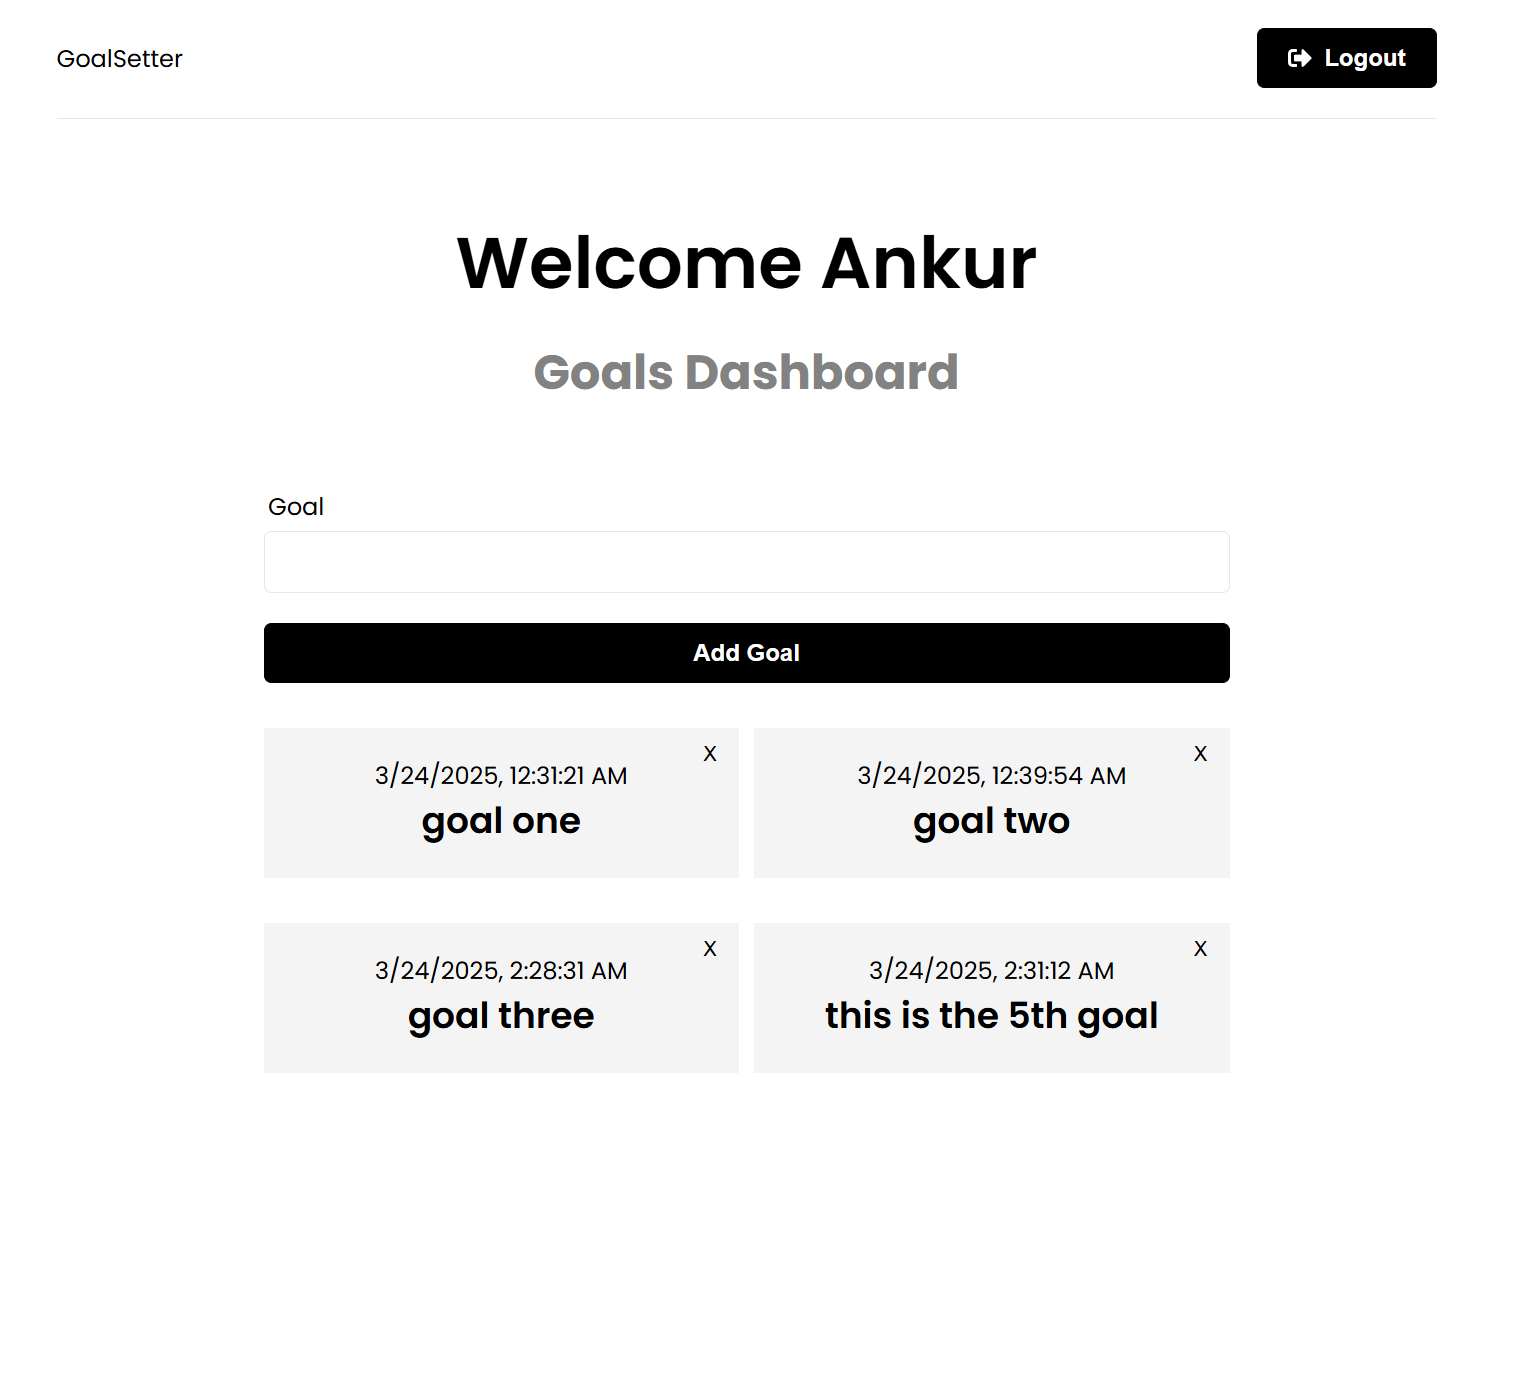 GoalSetter
Logout
Welcome Ankur
Goals Dashboard
Goal
Add Goal
X
3/24/2025, 12:31:21 AM
goal one
X
3/24/2025, 12:39:54 AM
goal two
X
3/24/2025, 2:28:31 AM
goal three
X
3/24/2025, 2:31:12 AM
this is the 5th goal